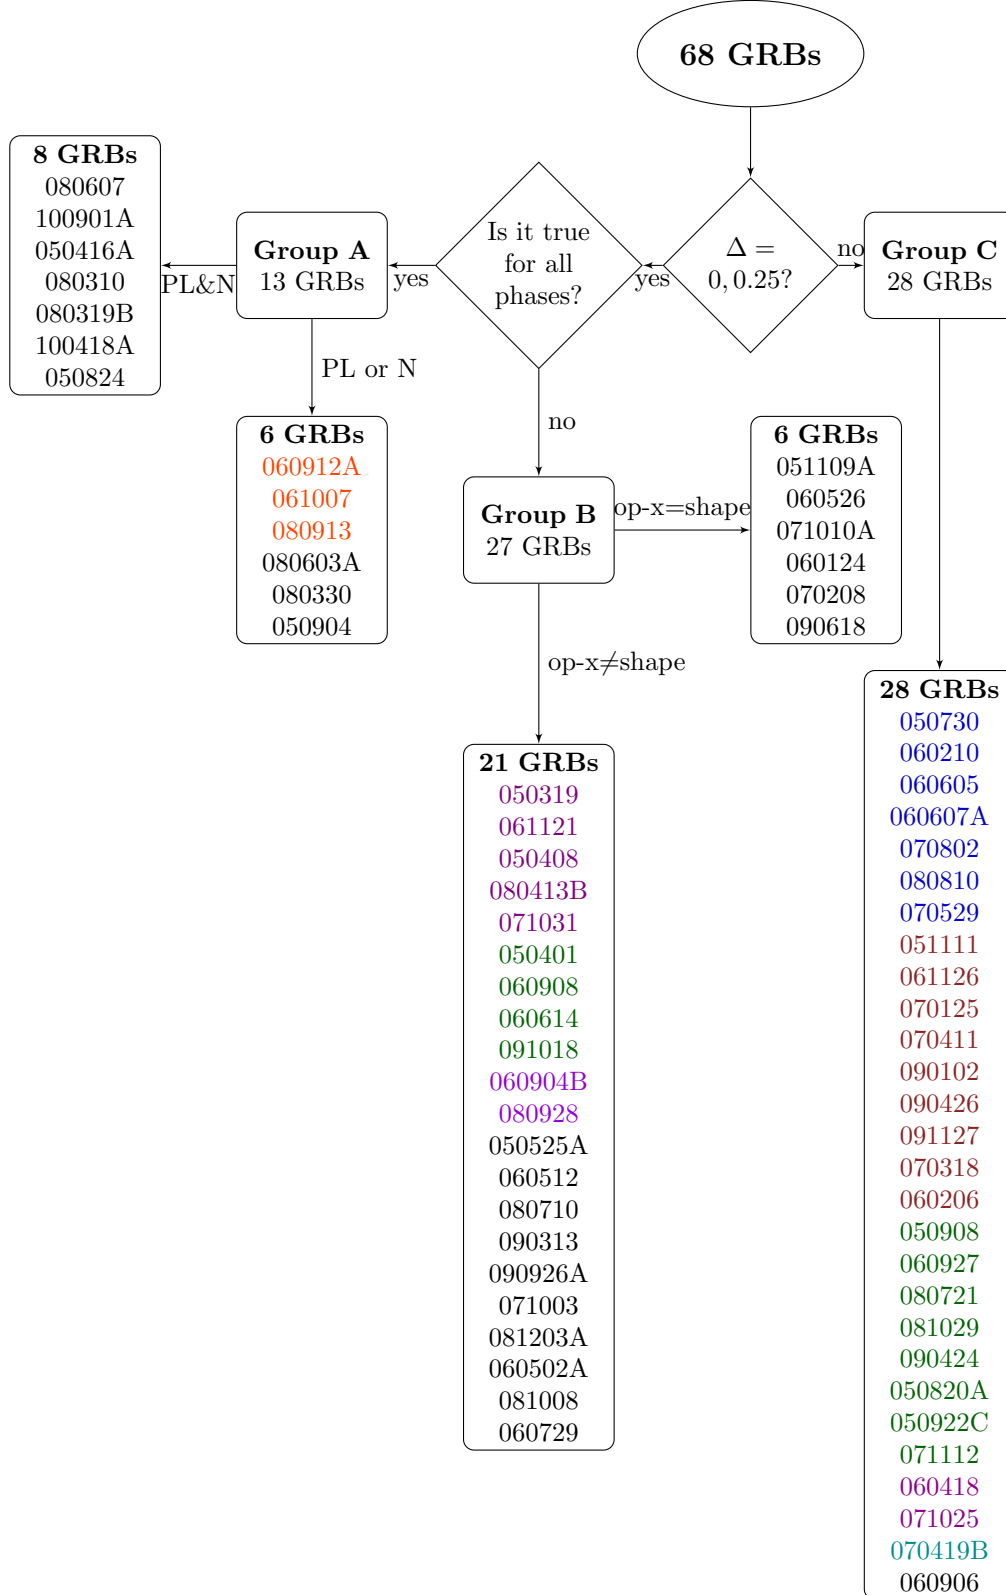 68 GRBs
Δ =
0, 0.25?
no
Group C
28 GRBs
yes
Is it true
for all
phases?
yes
Group A
13 GRBs
PL&N
8 GRBs
080607
100901A
050416A
080310
080319B
100418A
050824
PL or N
6 GRBs
060912A
061007
080913
080603A
080330
050904
no
Group B
27 GRBs
op-x=shape
6 GRBs
051109A
060526
071010A
060124
070208
090618
op-x≠shape
21 GRBs
050319
061121
050408
080413B
071031
050401
060908
060614
091018
060904B
080928
050525A
060512
080710
090313
090926A
071003
081203A
060502A
081008
060729
28 GRBs
050730
060210
060605
060607A
070802
080810
070529
051111
061126
070125
070411
090102
090426
091127
070318
060206
050908
060927
080721
081029
090424
050820A
050922C
071112
060418
071025
070419B
060906